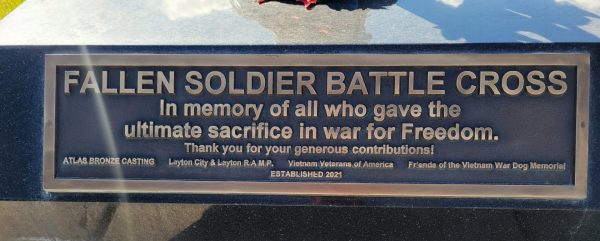 FALLEN SOLDIER BATTLE CROSS
In memory of all who gave the
ultimate sacrifice in war for Freedom.
Thank you for your generous contributions!
ATLAS BRONZE CASTING Layton City & Layton R.A.M.P. Vietnam Veterans of America Friends of the Vietnam War Dog Memorial
ESTABLISHED 2021